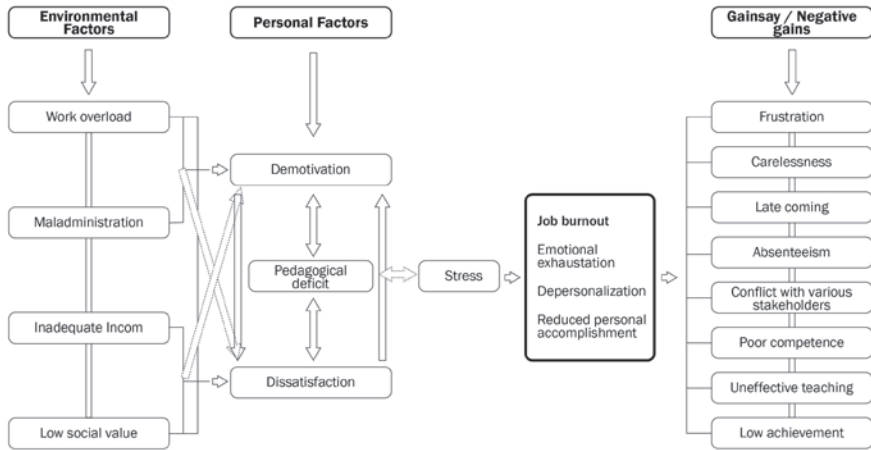 Environmental
Factors
Work overload
Maladministration
Inadequate Incom
Low social value
Personal Factors
Demotivation
Pedagogical
deficit
Dissatisfaction
Stress
Job burnout
Emotional
exhaustation
Depersonalization
Reduced personal
accomplishment
Gainsay / Negative
gains
Frustration
Carelessness
Late coming
Absenteeism
Conflict with various
stakeholders
Poor competence
Uneffective teaching
Low achievement